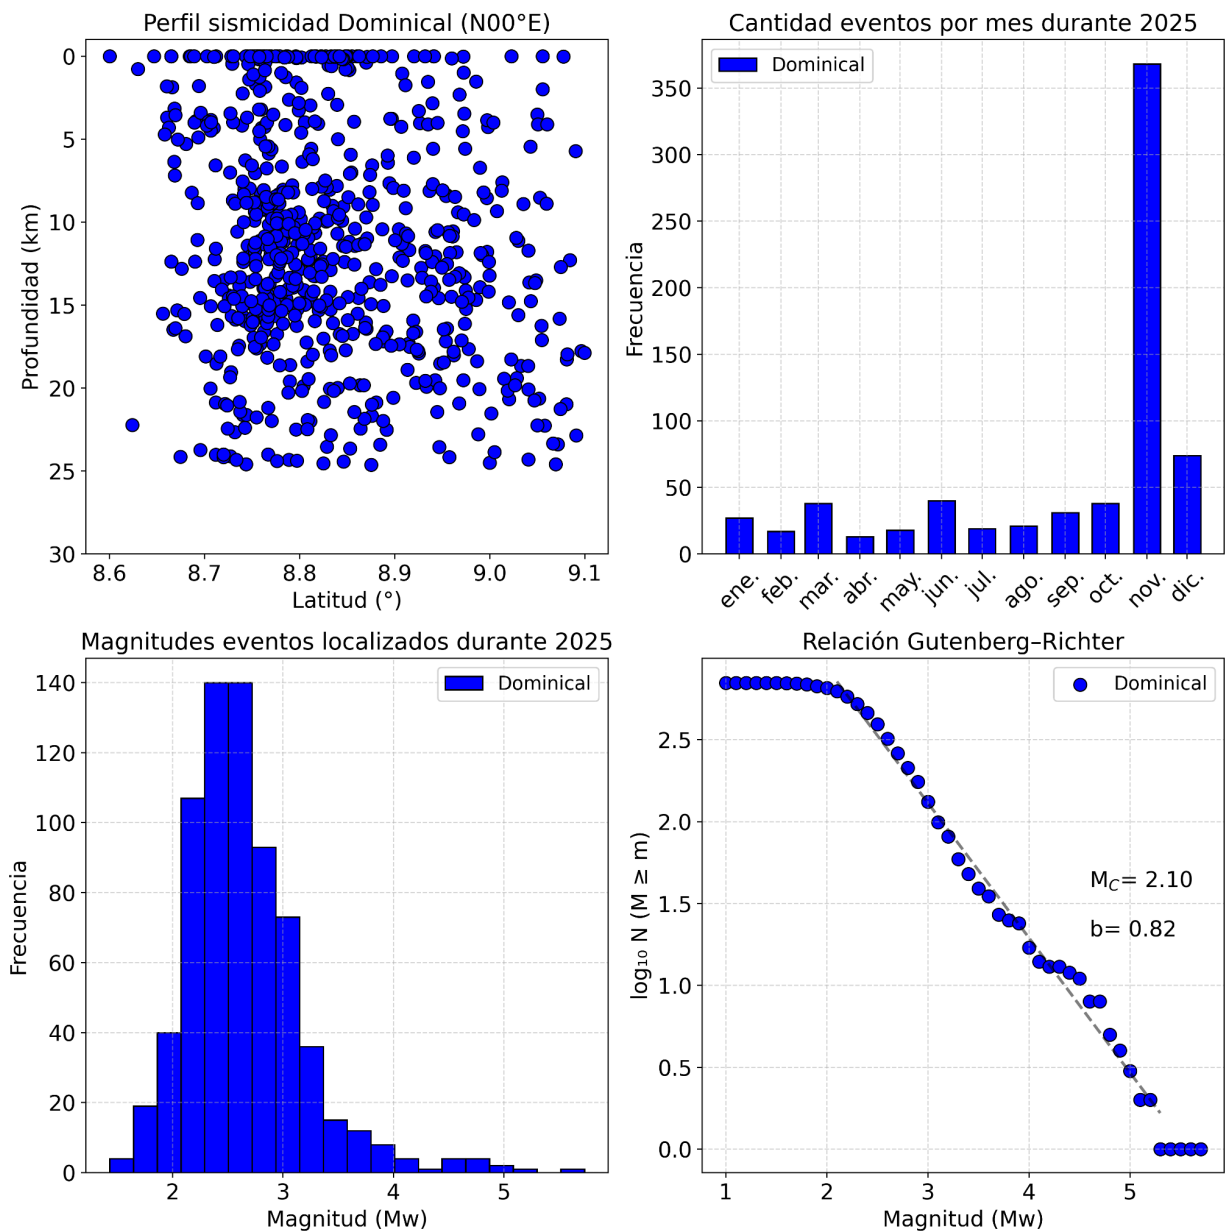 Perfil sismicidad Dominical (N00°E)
0
5
10
15
20
25
30
Profundidad (km)
8.6
8.7
8.8
8.9
9.0
9.1
Latitud (°)
Cantidad eventos por mes durante 2025
Dominical
350
300
250
200
150
100
50
0
Frecuencia
ene.
feb.
mar.
abr.
may.
jun.
jul.
ago.
sep.
oct.
nov.
dic.
Magnitudes eventos localizados durante 2025
Dominical
140
120
100
80
60
40
20
0
Frecuencia
2
3
4
5
Magnitud (Mw)
Relación Gutenberg–Richter
Dominical
2.5
2.0
1.5
1.0
0.5
0.0
log₁₀ N (M ≥ m)
M_C= 2.10
b= 0.82
1
2
3
4
5
Magnitud (Mw)